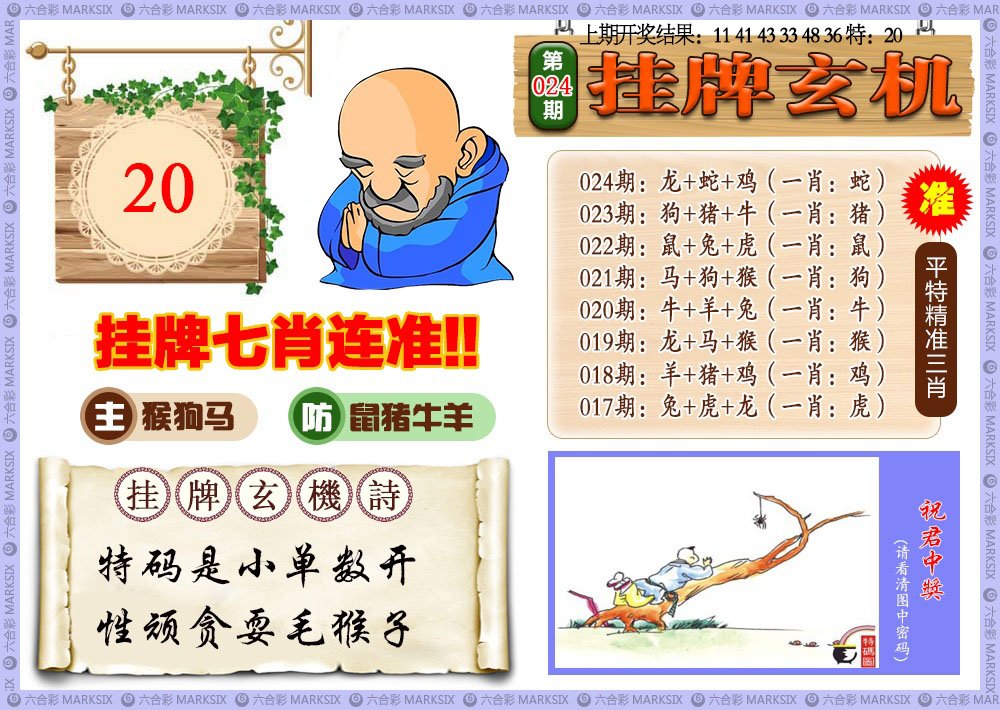 上期开奖结果：11 41 43 33 48 36 特：20
第
024
期
挂牌玄机
20
024期：龙+蛇+鸡（一肖：蛇）
023期：狗+猪+牛（一肖：猪）
022期：鼠+兔+虎（一肖：鼠）
021期：马+狗+猴（一肖：狗）
020期：牛+羊+兔（一肖：牛）
019期：龙+马+猴（一肖：猴）
018期：羊+猪+鸡（一肖：鸡）
017期：兔+虎+龙（一肖：虎）
准
平特精准三肖
挂牌七肖连准!!
主 猴狗马
防 鼠猪牛羊
挂牌玄機詩
特码是小单数开
性顽贪耍毛猴子
祝君中獎
（请看清图中密码）
特碼圖
六合彩 MARKSIX